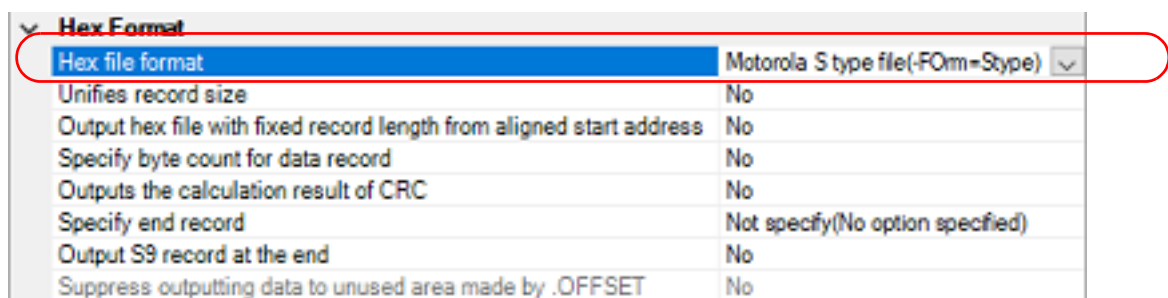 Hex Format
Hex file format Motorola S type file(-FOrm=Stype)
Unifies record size No
Output hex file with fixed record length from aligned start address No
Specify byte count for data record No
Outputs the calculation result of CRC No
Specify end record Not specify(No option specified)
Output S9 record at the end No
Suppress outputting data to unused area made by .OFFSET No